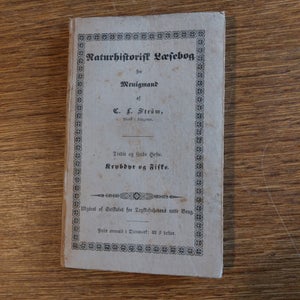 Naturhistorisk Læsebog
for
Menigmand
af
C. L. Strøm,
Tredie og sidste Hefte.
Krybdyr og Fiske.
Udgivet af Selskabet for Trykkefrihedens rette Brug.